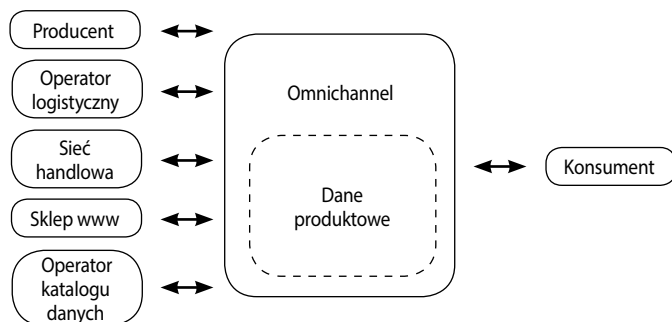 Producent
Operator
logistyczny
Sieć
handlowa
Sklep www
Operator
katalogu
danych
Omnichannel
Dane
produktowe
Konsument